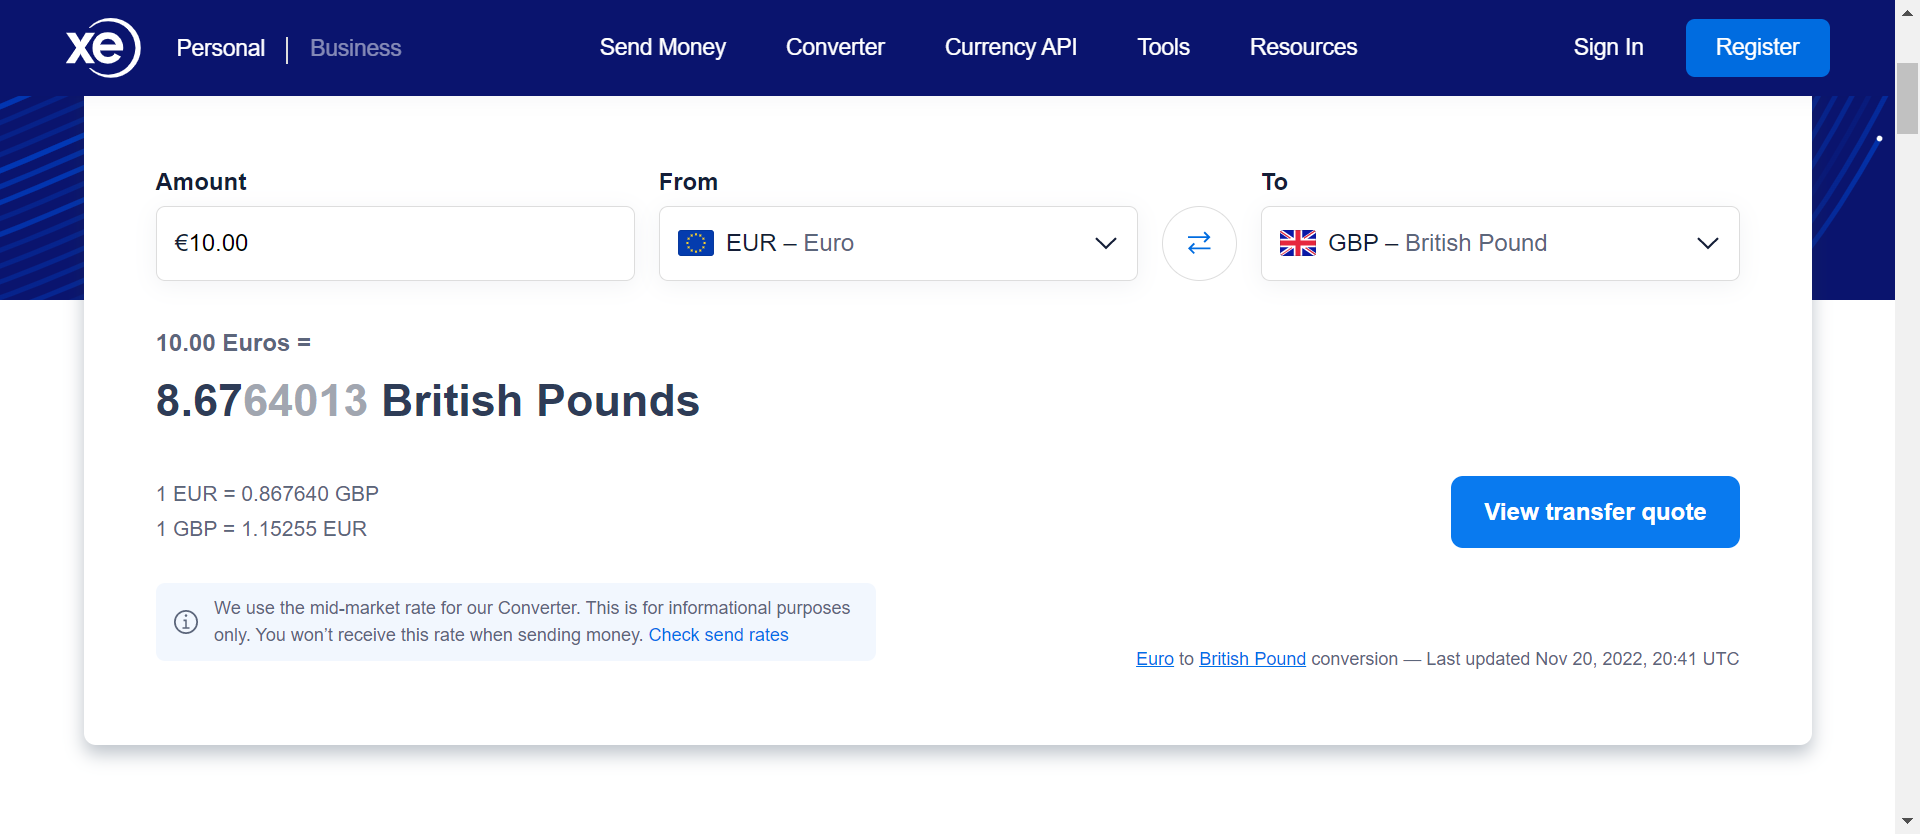 xe Personal | Business Send Money Converter Currency API Tools Resources Sign In Register
Amount From To
€10.00 EUR – Euro GBP – British Pound
10.00 Euros =
8.6764013 British Pounds
1 EUR = 0.867640 GBP
1 GBP = 1.15255 EUR
View transfer quote
We use the mid-market rate for our Converter. This is for informational purposes
only. You won’t receive this rate when sending money. Check send rates
Euro to British Pound conversion — Last updated Nov 20, 2022, 20:41 UTC